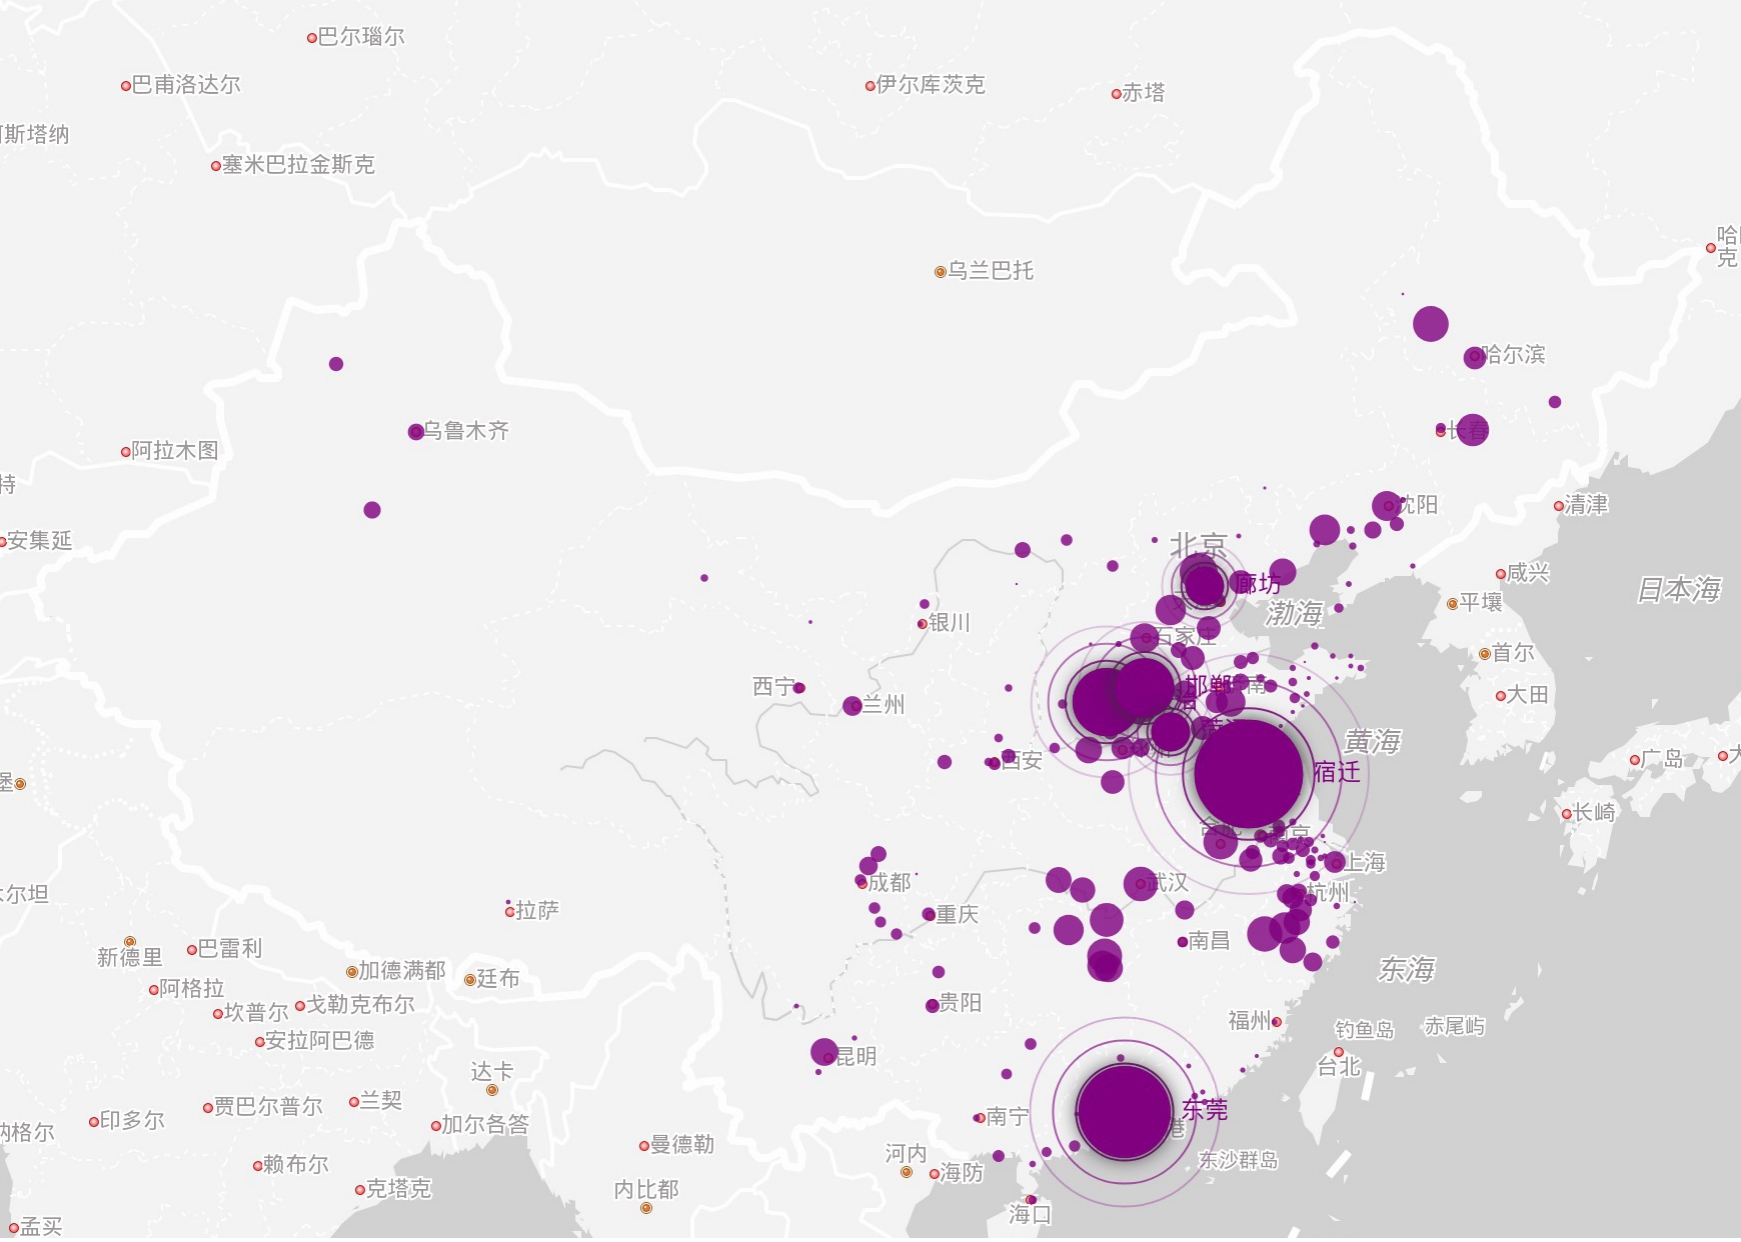 巴尔瑙尔
巴甫洛达尔
伊尔库茨克
赤塔
斯塔纳
塞米巴拉金斯克
哈
克
乌兰巴托
哈尔滨
乌鲁木齐
长春
阿拉木图
特
沈阳
清津
安集延
北京
咸兴
廊坊
日本海
平壤
渤海
银川
石家庄
首尔
西宁
邯郸
南
大田
兰州
黄海
西安
宿迁
广岛
大
堡
长崎
合肥
南京
上海
成都
武汉
杭州
尔坦
拉萨
重庆
南昌
新德里
巴雷利
加德满都
廷布
东海
阿格拉
坎普尔
戈勒克布尔
贵阳
福州
钓鱼岛
赤尾屿
安拉阿巴德
昆明
台北
达卡
贾巴尔普尔
兰契
东莞
印多尔
加尔各答
南宁
港
纳格尔
曼德勒
河内
赖布尔
海防
东沙群岛
克塔克
内比都
海口
孟买